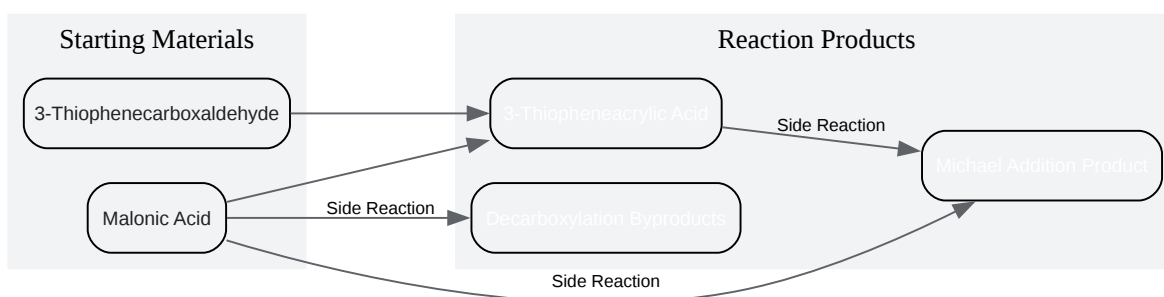 Starting Materials
Reaction Products
3-Thiophenecarboxaldehyde
3-Thiopheneacrylic Acid
Side Reaction
Michael Addition Product
Malonic Acid
Side Reaction
Decarboxylation Byproducts
Side Reaction